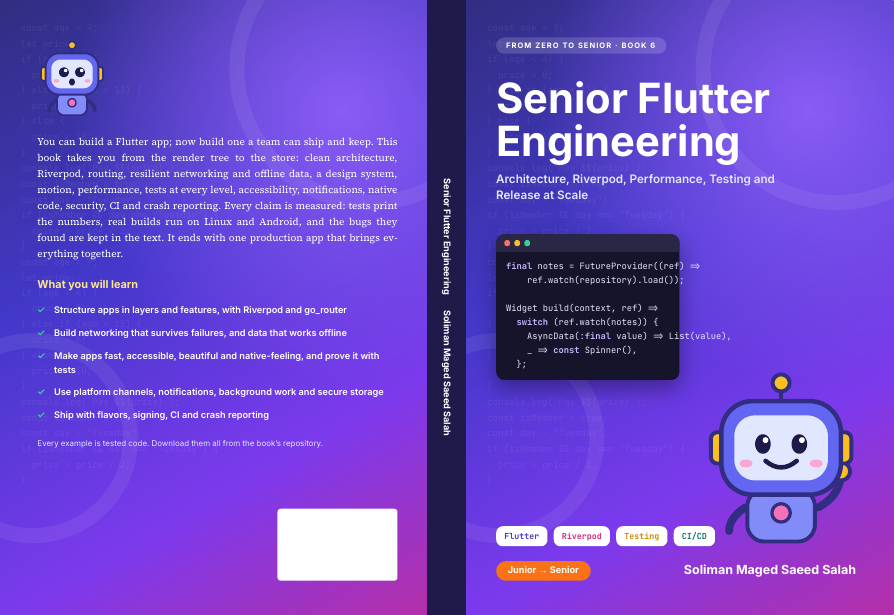 You can build a Flutter app; now build one a team can ship and keep. This
book takes you from the render tree to the store: clean architecture,
Riverpod, routing, resilient networking and offline data, a design system,
motion, performance, tests at every level, accessibility, notifications, native
code, security, CI and crash reporting. Every claim is measured: tests print
the numbers, real builds run on Linux and Android, and the bugs they
found are kept in the text. It ends with one production app that brings ev-
erything together.
What you will learn
✓ Structure apps in layers and features, with Riverpod and go_router
✓ Build networking that survives failures, and data that works offline
✓ Make apps fast, accessible, beautiful and native-feeling, and prove it with
tests
✓ Use platform channels, notifications, background work and secure storage
✓ Ship with flavors, signing, CI and crash reporting
Every example is tested code. Download them all from the book's repository.
Senior Flutter Engineering Soliman Maged Saeed Salah
FROM ZERO TO SENIOR · BOOK 6
Senior Flutter
Engineering
Architecture, Riverpod, Performance, Testing and
Release at Scale
final notes = FutureProvider((ref) =>
ref.watch(repository).load());
Widget build(context, ref) =>
switch (ref.watch(notes)) {
AsyncData(:final value) => List(value),
_ => const Spinner(),
};
Flutter Riverpod Testing CI/CD
Junior → Senior
Soliman Maged Saeed Salah